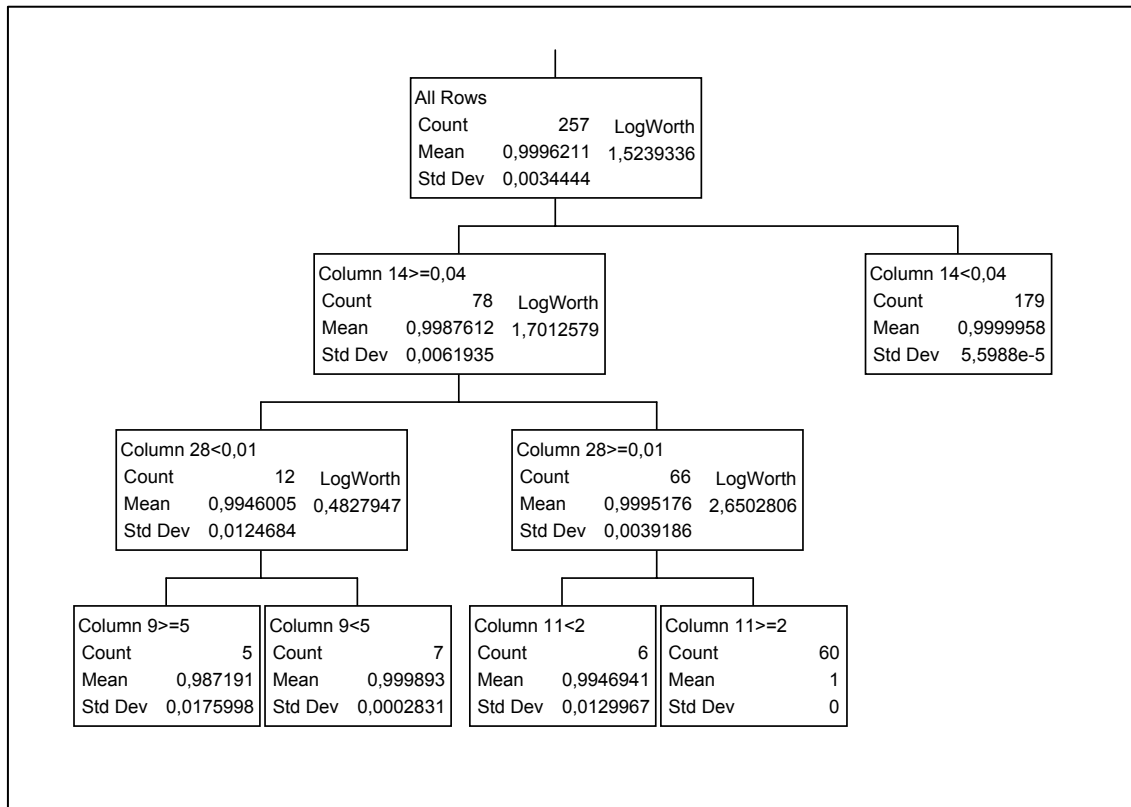 All Rows
Count 257 LogWorth
Mean 0,9996211 1,5239336
Std Dev 0,0034444
Column 14>=0,04
Count 78 LogWorth
Mean 0,9987612 1,7012579
Std Dev 0,0061935
Column 14<0,04
Count 179
Mean 0,9999958
Std Dev 5,5988e-5
Column 28<0,01
Count 12 LogWorth
Mean 0,9946005 0,4827947
Std Dev 0,0124684
Column 28>=0,01
Count 66 LogWorth
Mean 0,9995176 2,6502806
Std Dev 0,0039186
Column 9>=5
Count 5
Mean 0,987191
Std Dev 0,0175998
Column 9<5
Count 7
Mean 0,999893
Std Dev 0,0002831
Column 11<2
Count 6
Mean 0,9946941
Std Dev 0,0129967
Column 11>=2
Count 60
Mean 1
Std Dev 0